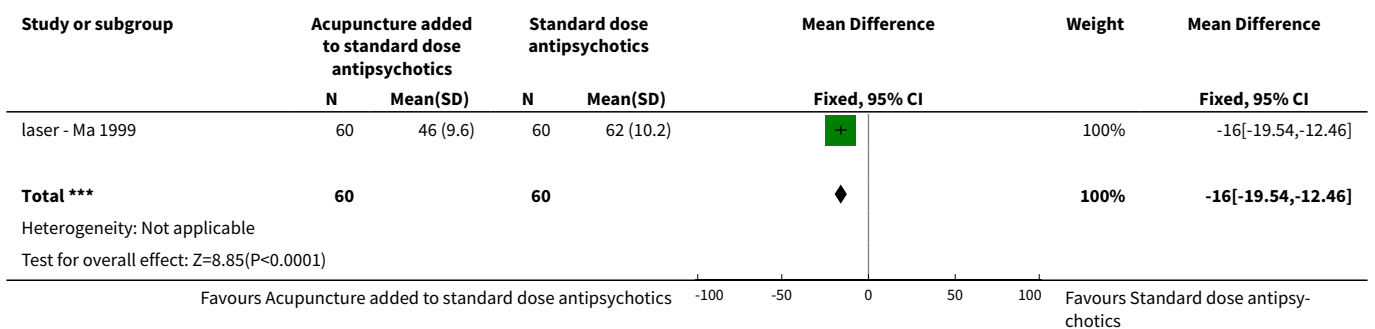 Study or subgroup Acupuncture added Standard dose Mean Difference Weight Mean Difference
to standard dose antipsychotics
antipsychotics
N Mean(SD) N Mean(SD) Fixed, 95% CI Fixed, 95% CI
laser - Ma 1999 60 46 (9.6) 60 62 (10.2) 100% -16[-19.54,-12.46]
Total *** 60 60 100% -16[-19.54,-12.46]
Heterogeneity: Not applicable
Test for overall effect: Z=8.85(P<0.0001)
Favours Acupuncture added to standard dose antipsychotics -100 -50 0 50 100 Favours Standard dose antipsy-
chotics